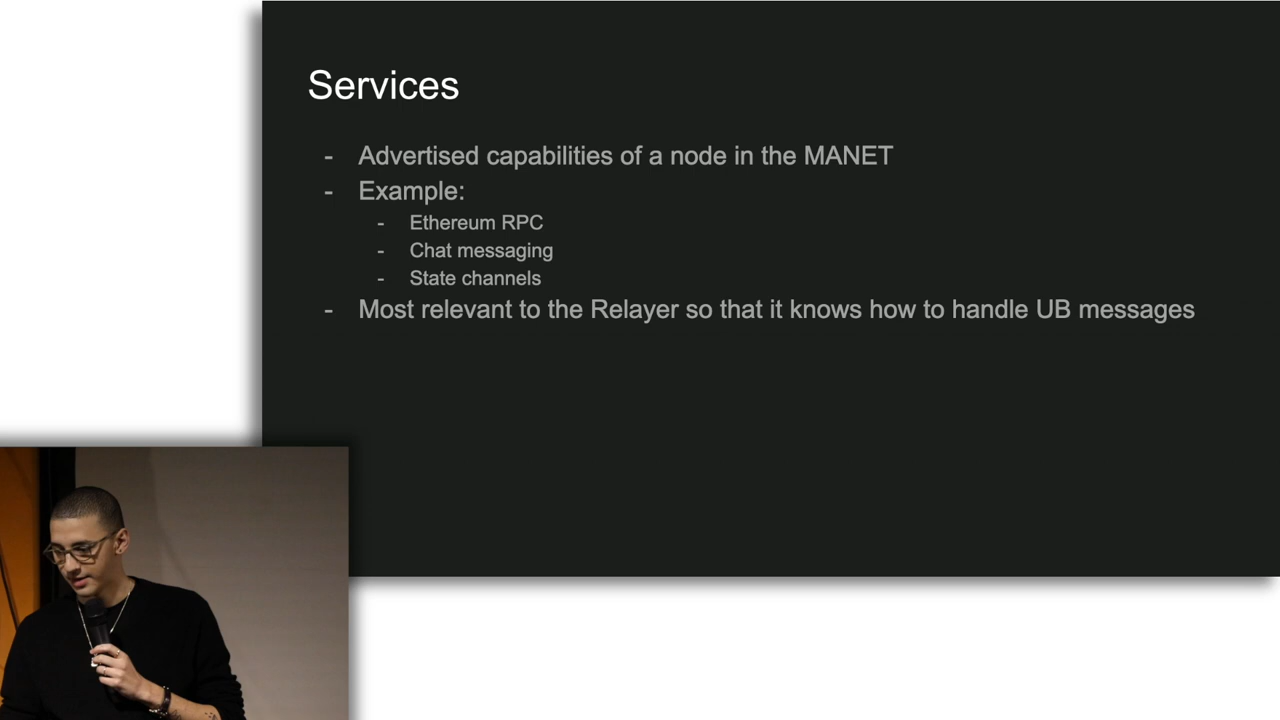 Services
- Advertised capabilities of a node in the MANET
- Example:
- Ethereum RPC
- Chat messaging
- State channels
- Most relevant to the Relayer so that it knows how to handle UB messages